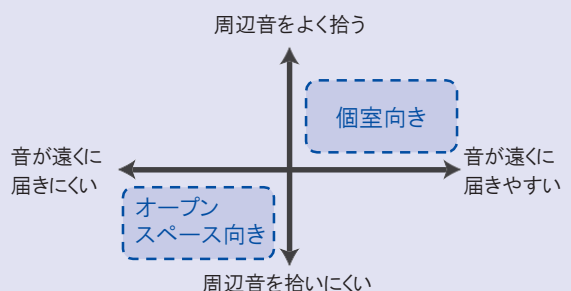 周辺音をよく拾う
個室向き
音が遠くに
届きにくい
音が遠くに
届きやすい
オープン
スペース向き
周辺音を拾いにくい